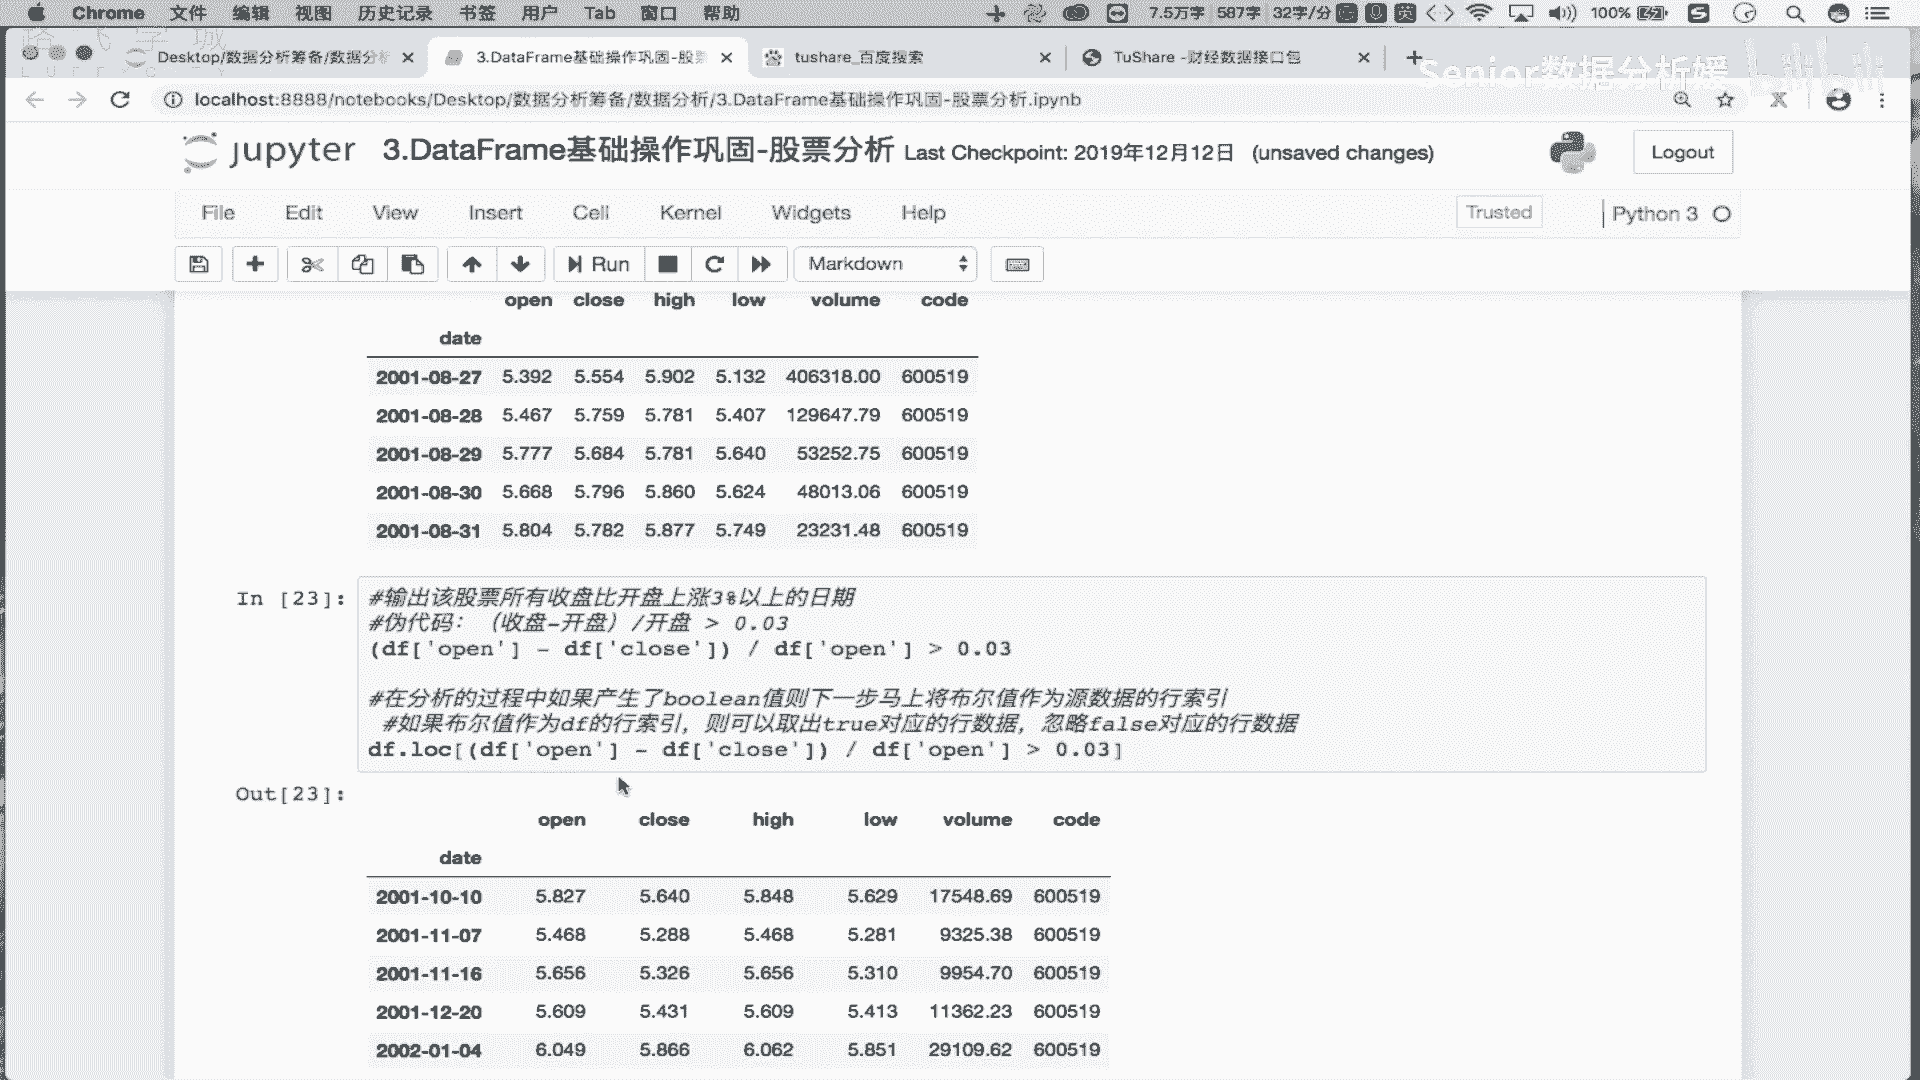 Chrome 文件 编辑 视图 历史记录 书签 用户 Tab 窗口 帮助 7.5万字 587字 32字/分 英 100%
Desktop/数据分析筹备/数据分析 3.DataFrame基础操作巩固-股票 tushare_百度搜索 TuShare -财经数据接口包
Senior数据分析媛 bilibili
localhost:8888/notebooks/Desktop/数据分析筹备/数据分析/3.DataFrame基础操作巩固-股票分析.ipynb
jupyter 3.DataFrame基础操作巩固-股票分析 Last Checkpoint: 2019年12月12日 (unsaved changes) Logout
File Edit View Insert Cell Kernel Widgets Help Trusted Python 3
Run Markdown
open close high low volume code
date
2001-08-27 5.392 5.554 5.902 5.132 406318.00 600519
2001-08-28 5.467 5.759 5.781 5.407 129647.79 600519
2001-08-29 5.777 5.684 5.781 5.640 53252.75 600519
2001-08-30 5.668 5.796 5.860 5.624 48013.06 600519
2001-08-31 5.804 5.782 5.877 5.749 23231.48 600519
In [23]: #输出该股票所有收盘比开盘上涨3%以上的日期
#伪代码：（收盘-开盘）/开盘 > 0.03
(df['open'] - df['close']) / df['open'] > 0.03
#在分析的过程中如果产生了boolean值则下一步马上将布尔值作为源数据的行索引
#如果布尔值作为df的行索引，则可以取出true对应的行数据，忽略false对应的行数据
df.loc[(df['open'] - df['close']) / df['open'] > 0.03]
Out[23]:
open close high low volume code
date
2001-10-10 5.827 5.640 5.848 5.629 17548.69 600519
2001-11-07 5.468 5.288 5.468 5.281 9325.38 600519
2001-11-16 5.656 5.326 5.656 5.310 9954.70 600519
2001-12-20 5.609 5.431 5.609 5.413 11362.23 600519
2002-01-04 6.049 5.866 6.062 5.851 29109.62 600519